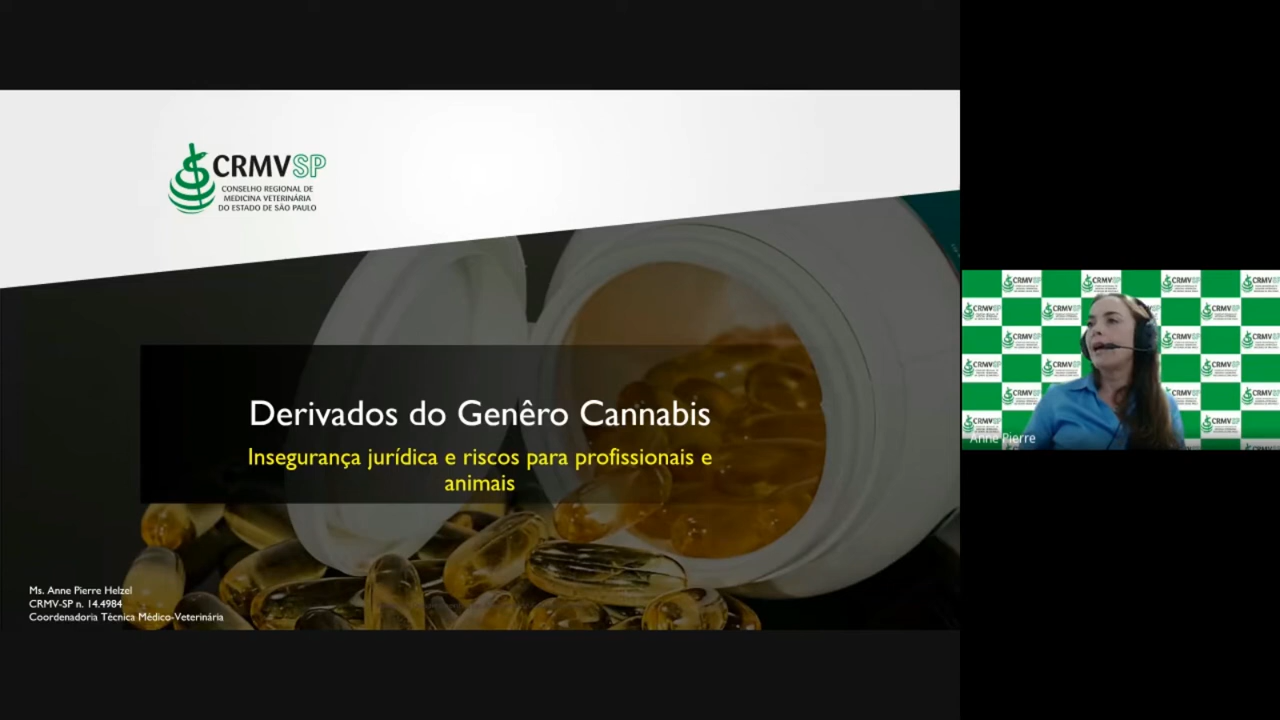 CRMVSP
CONSELHO REGIONAL DE
MEDICINA VETERINÁRIA
DO ESTADO DE SÃO PAULO
Derivados do Genêro Cannabis
Insegurança jurídica e riscos para profissionais e
animais
Ms. Anne Pierre Helzel
CRMV-SP n. 14.4984
Coordenadoria Técnica Médico-Veterinária
Anne Pierre